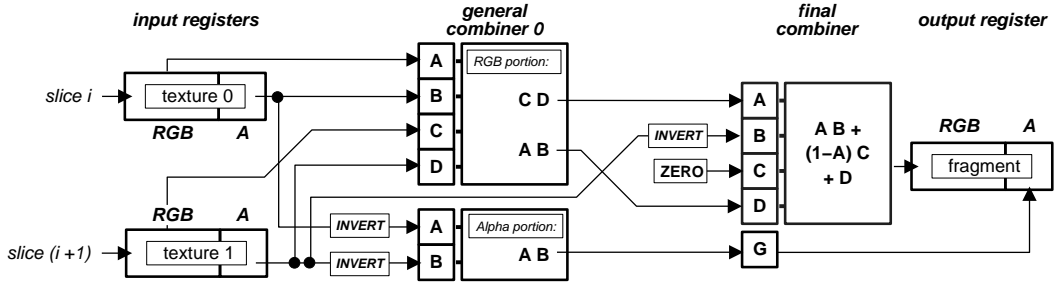 input registers
general
combiner 0
final
combiner
output register
slice i
texture 0
RGB A
A
B
C
D
RGB portion:
C D
A B
INVERT
ZERO
A
B
C
D
A B +
(1–A) C
+ D
RGB A
fragment
RGB A
slice (i +1)
texture 1
INVERT
INVERT
A
B
Alpha portion:
A B
G